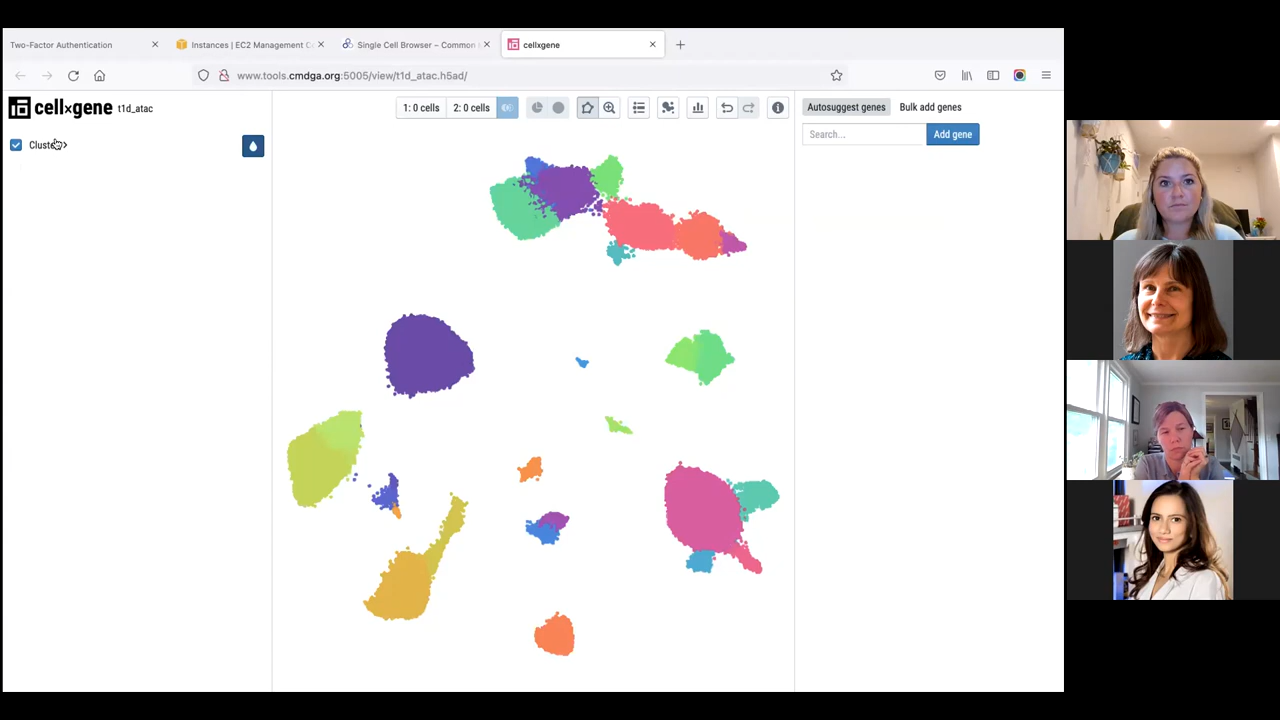 Two-Factor Authentication
Instances | EC2 Management C
Single Cell Browser – Common
cellxgene
www.tools.cmdga.org:5005/view/t1d_atac.h5ad/
cellxgene t1d_atac
1: 0 cells
2: 0 cells
Autosuggest genes
Bulk add genes
Search...
Add gene